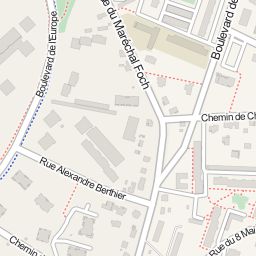 Boulevard de l'Europe
e du Maréchal Foch
Boulevard de
Chemin de Ch
Rue Alexandre Berthier
Chemin
Rue du 8 Mai